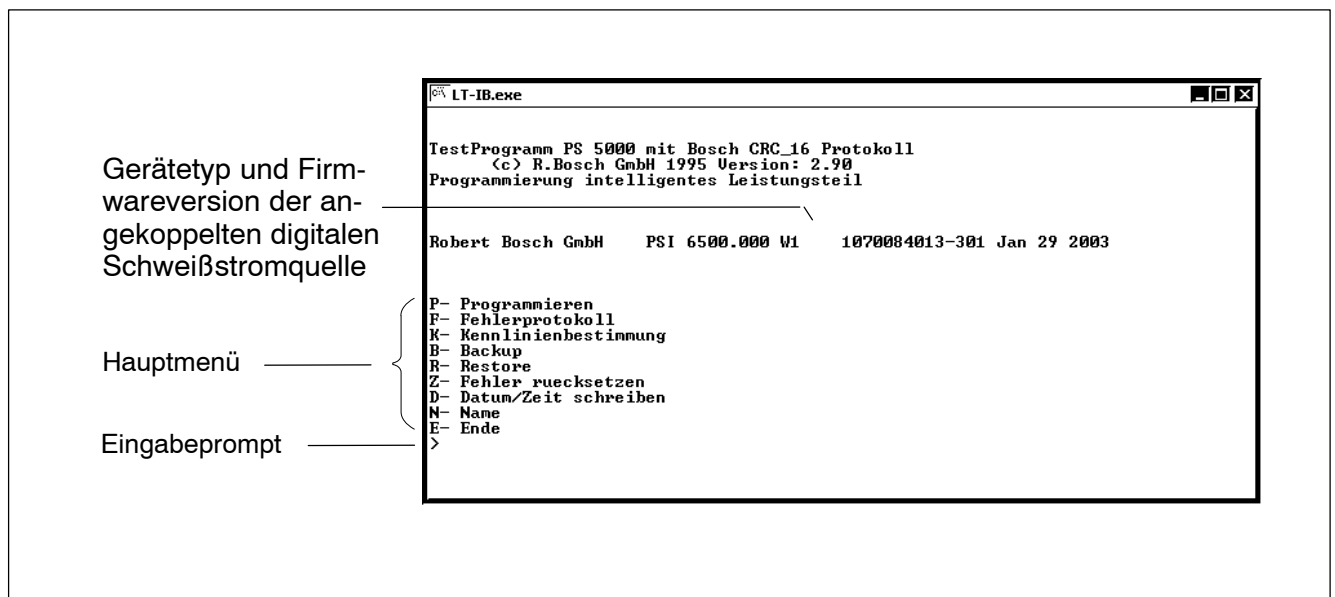 LT-IB.exe
TestProgramm PS 5000 mit Bosch CRC_16 Protokoll
(c) R.Bosch GmbH 1995 Version: 2.90
Programmierung intelligentes Leistungsteil
Gerätetyp und Firm-
wareversion der an-
gekoppelten digitalen
Schweißstromquelle
Robert Bosch GmbH PSI 6500.000 W1 1070084013-301 Jan 29 2003
Hauptmenü
P- Programmieren
F- Fehlerprotokoll
K- Kennlinienbestimmung
B- Backup
R- Restore
Z- Fehler ruecksetzen
D- Datum/Zeit schreiben
N- Name
E- Ende
Eingabeprompt
>